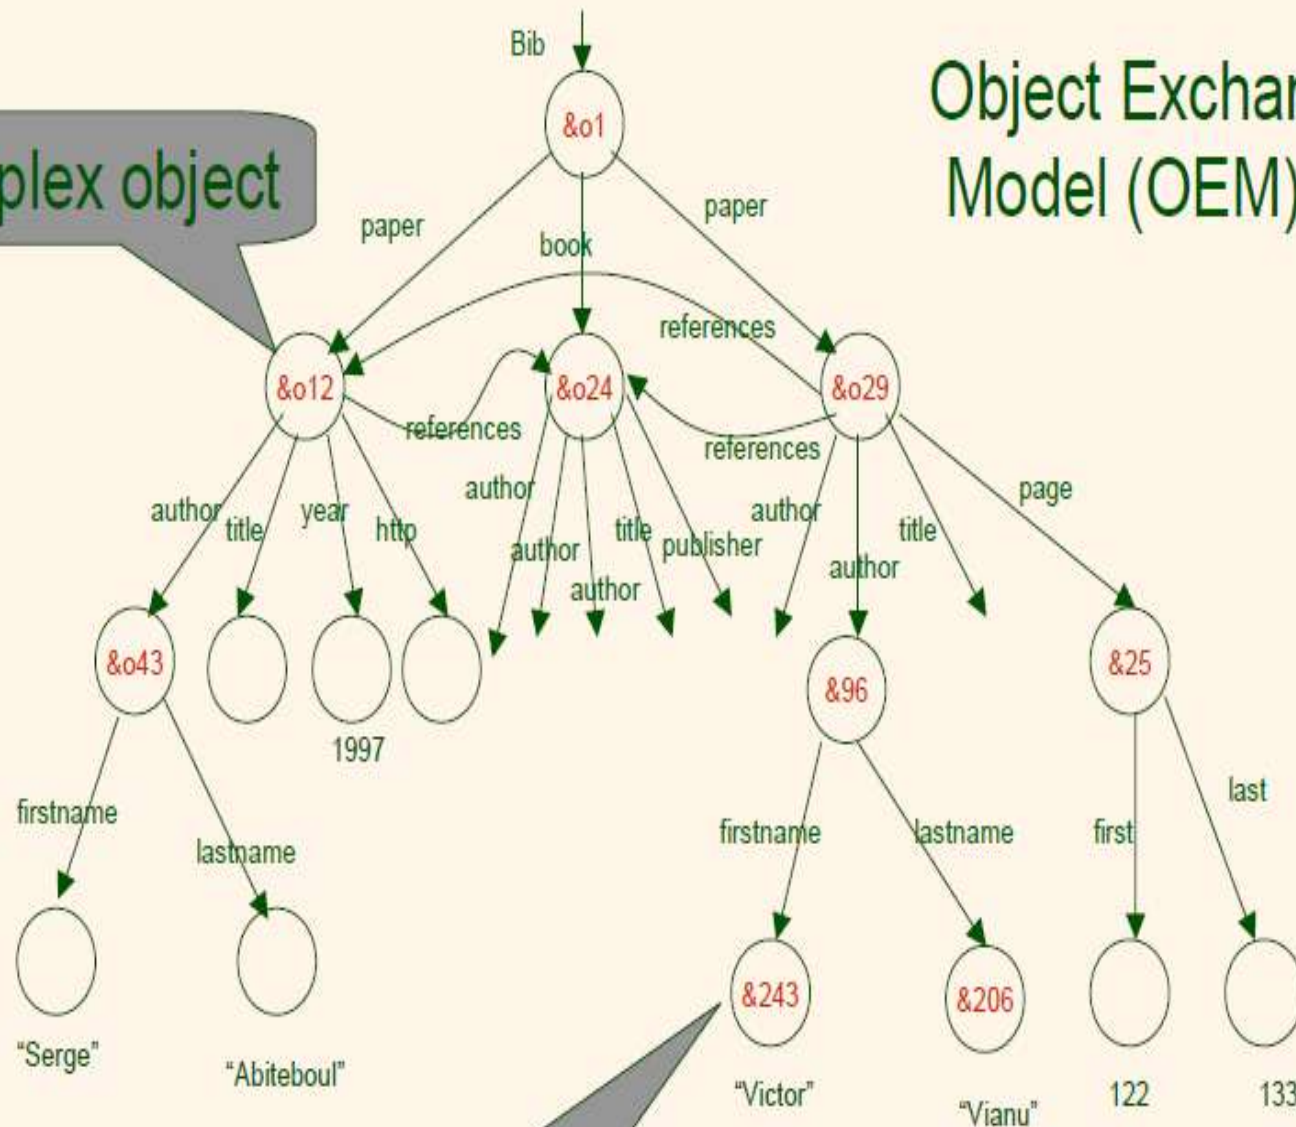 Bib
Object Exchan
Model (OEM)
&o1
plex object
paper
paper
book
references
&o12
&o24
&o29
references
references
author
title
year
http
author
author
author
title
publisher
author
author
title
page
&o43
&96
&25
1997
firstname
lastname
firstname
lastname
first
last
&243
&206
“Serge”
“Abiteboul”
“Victor”
“Vianu”
122
133